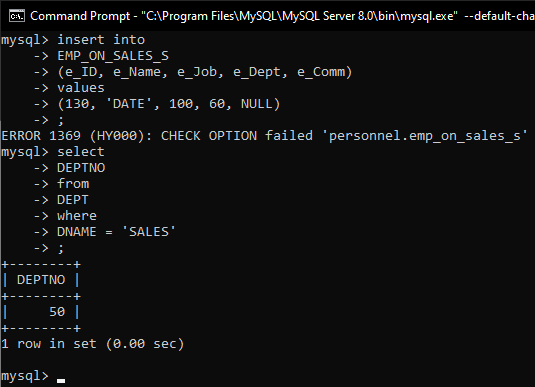 Command Prompt - "C:\Program Files\MySQL\MySQL Server 8.0\bin\mysql.exe" --default-cha
mysql> insert into
    -> EMP_ON_SALES_S
    -> (e_ID, e_Name, e_Job, e_Dept, e_Comm)
    -> values
    -> (130, 'DATE', 100, 60, NULL)
    -> ;
ERROR 1369 (HY000): CHECK OPTION failed 'personnel.emp_on_sales_s'
mysql> select
    -> DEPTNO
    -> from
    -> DEPT
    -> where
    -> DNAME = 'SALES'
    -> ;
+--------+
| DEPTNO |
+--------+
|     50 |
+--------+
1 row in set (0.00 sec)
mysql> _